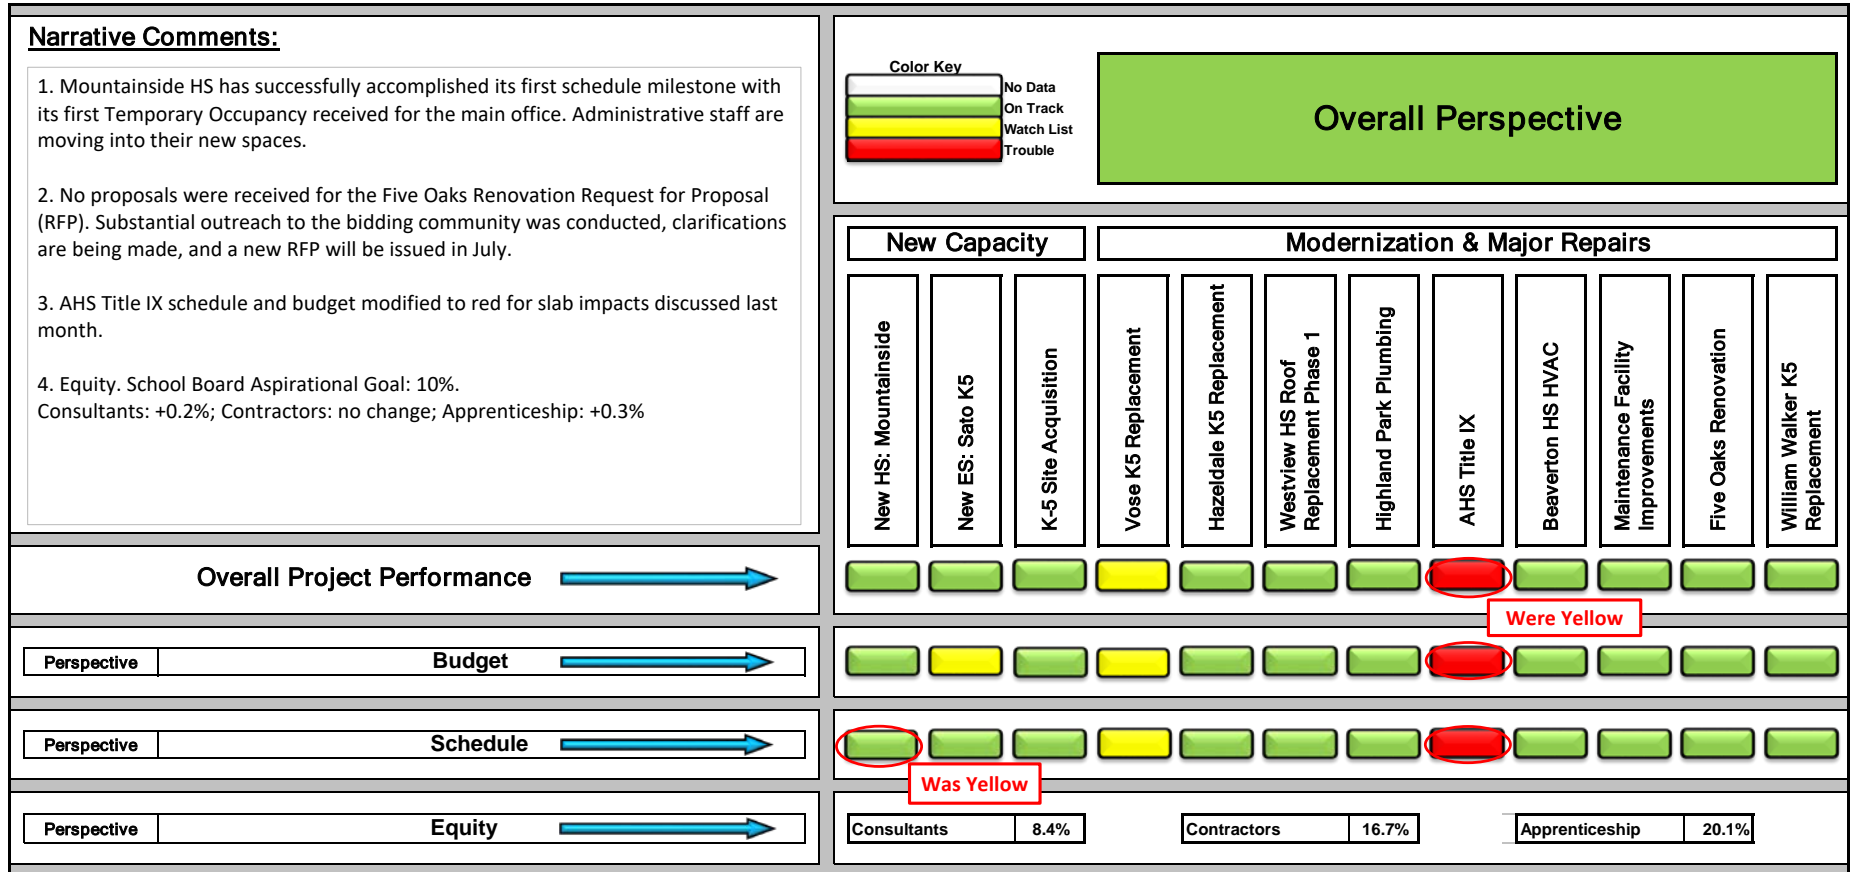 Narrative Comments:
1. Mountainside HS has successfully accomplished its first schedule milestone with
its first Temporary Occupancy received for the main office. Administrative staff are
moving into their new spaces.
2. No proposals were received for the Five Oaks Renovation Request for Proposal
(RFP). Substantial outreach to the bidding community was conducted, clarifications
are being made, and a new RFP will be issued in July.
3. AHS Title IX schedule and budget modified to red for slab impacts discussed last
month.
4. Equity. School Board Aspirational Goal: 10%.
Consultants: +0.2%; Contractors: no change; Apprenticeship: +0.3%
Color Key
No Data
On Track
Watch List
Trouble
Overall Perspective
New Capacity
Modernization & Major Repairs
New HS: Mountainside
New ES: Sato K5
K-5 Site Acquisition
Vose K5 Replacement
Hazeldale K5 Replacement
Westview HS Roof
Replacement Phase 1
Highland Park Plumbing
AHS Title IX
Beaverton HS HVAC
Maintenance Facility
Improvements
Five Oaks Renovation
William Walker K5
Replacement
Overall Project Performance
Were Yellow
Perspective Budget
Perspective Schedule
Was Yellow
Perspective Equity
Consultants 8.4%
Contractors 16.7%
Apprenticeship 20.1%